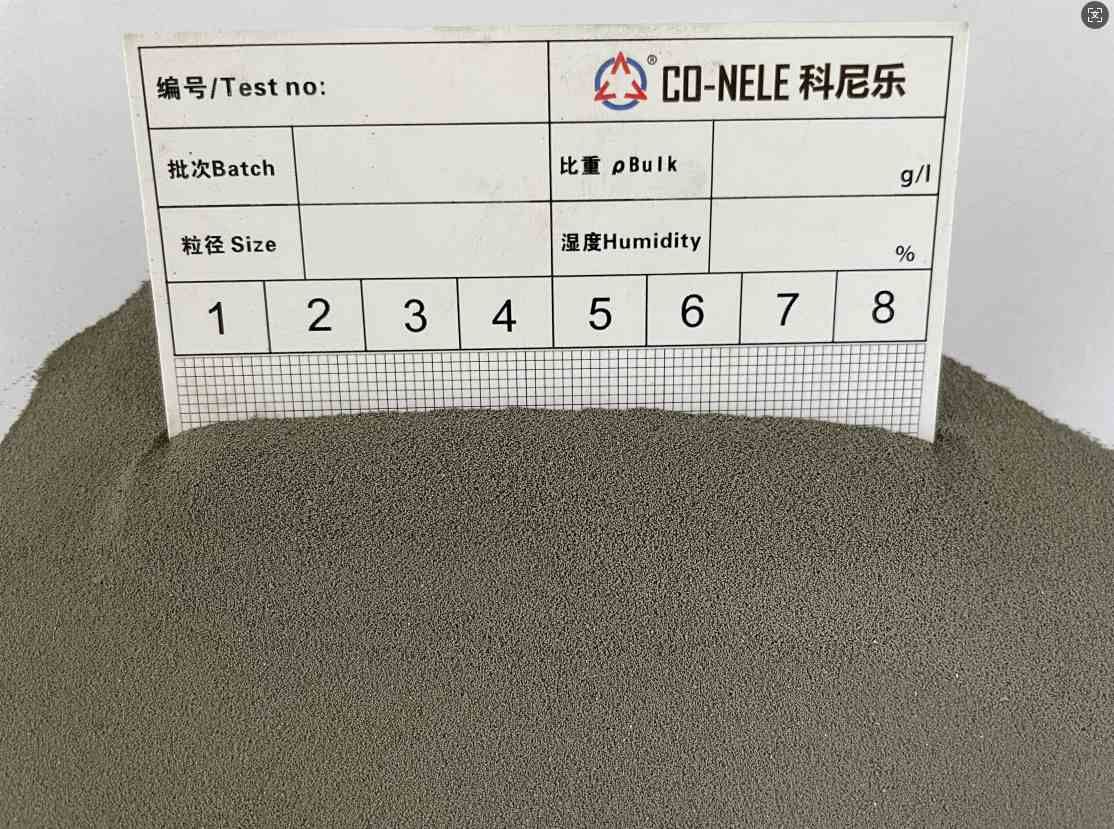 编号/Test no:
® CO-NELE 科尼乐
批次Batch
比重 ρBulk
g/l
粒径 Size
湿度Humidity
%
1 2 3 4 5 6 7 8